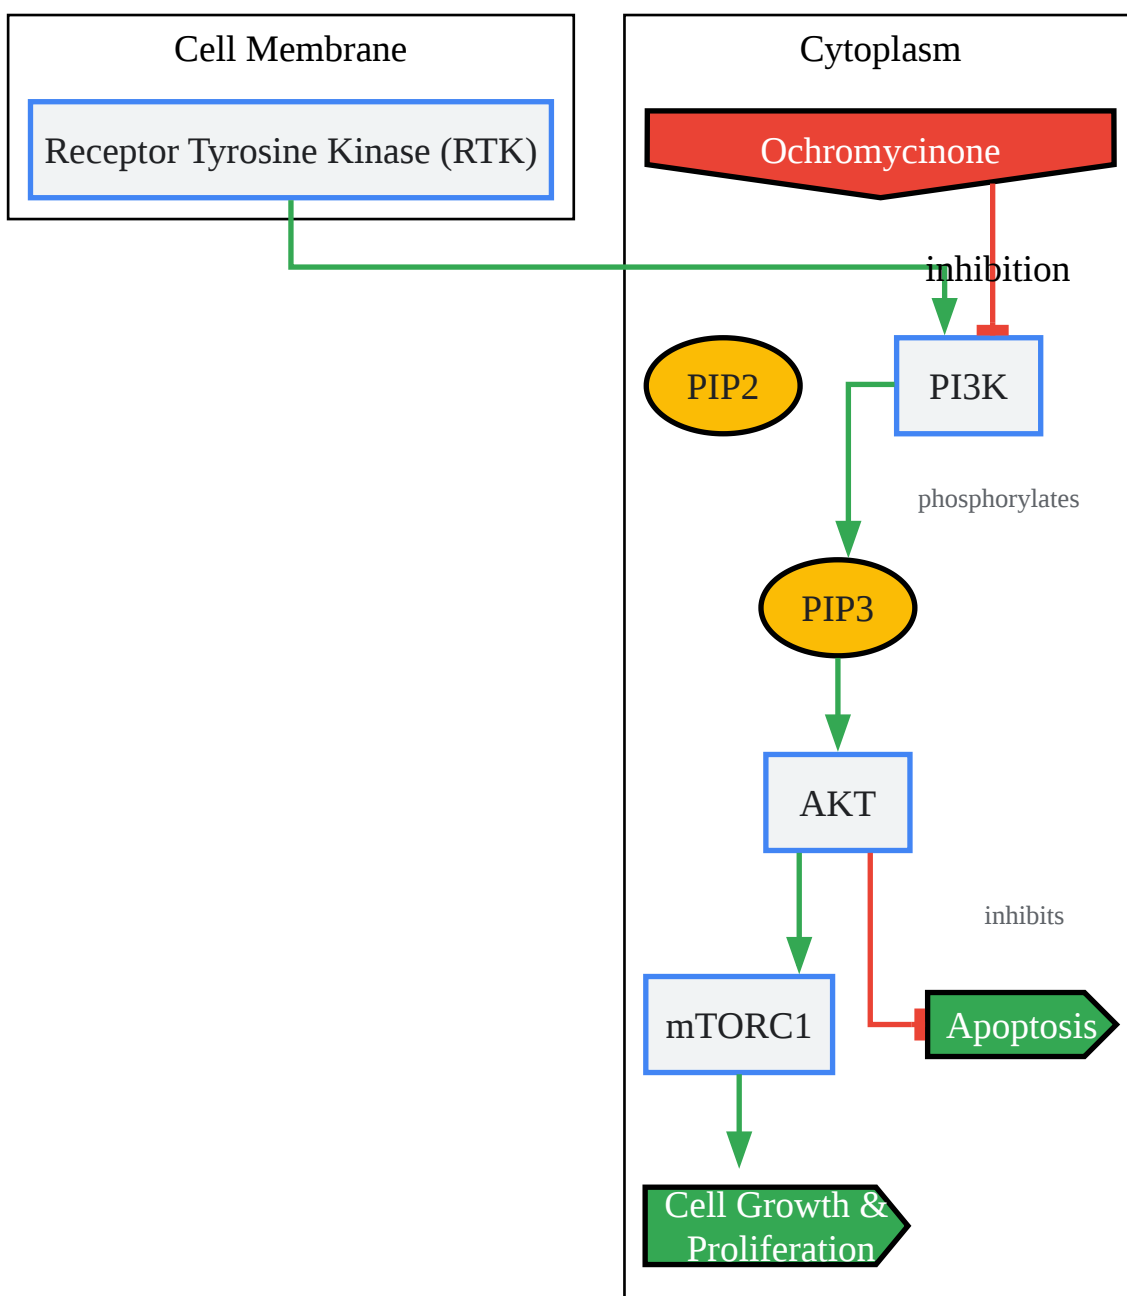 Cell Membrane
Cytoplasm
Receptor Tyrosine Kinase (RTK)
Ochromycinone
inhibition
PIP2
PI3K
phosphorylates
PIP3
AKT
inhibits
mTORC1
Apoptosis
Cell Growth &
Proliferation